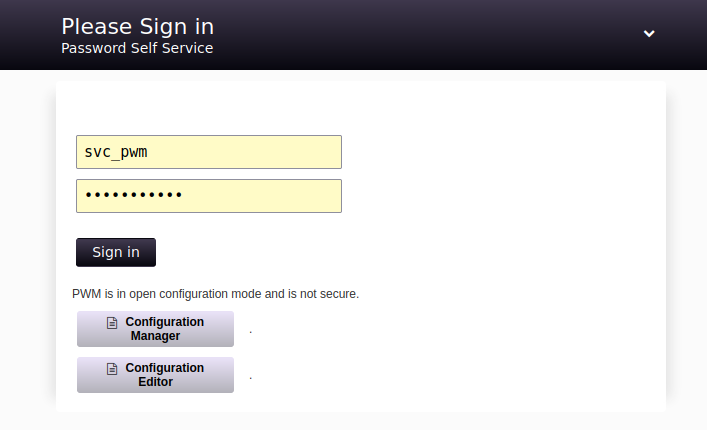 Please Sign in
Password Self Service
svc_pwm
•••••••••••
Sign in
PWM is in open configuration mode and is not secure.
Configuration
Manager
.
Configuration
Editor
.